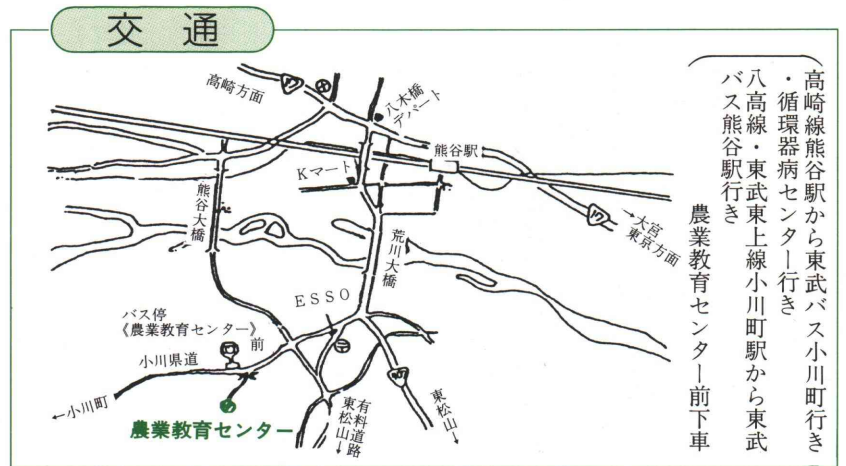 交通
高崎線熊谷駅から東武バス小川町行き
・循環器病センター行き
八高線・東武東上線小川町駅から東武
バス熊谷駅行き
農業教育センター前下車
高崎方面
17
八木橋
デパート
熊谷駅
Kマート
17
→大宮
東京方面
熊谷大橋
荒川大橋
ESSO
バス停
《農業教育センター》
前
小川県道
←小川町
農業教育センター
有料道路
東松山→
407
東松山→